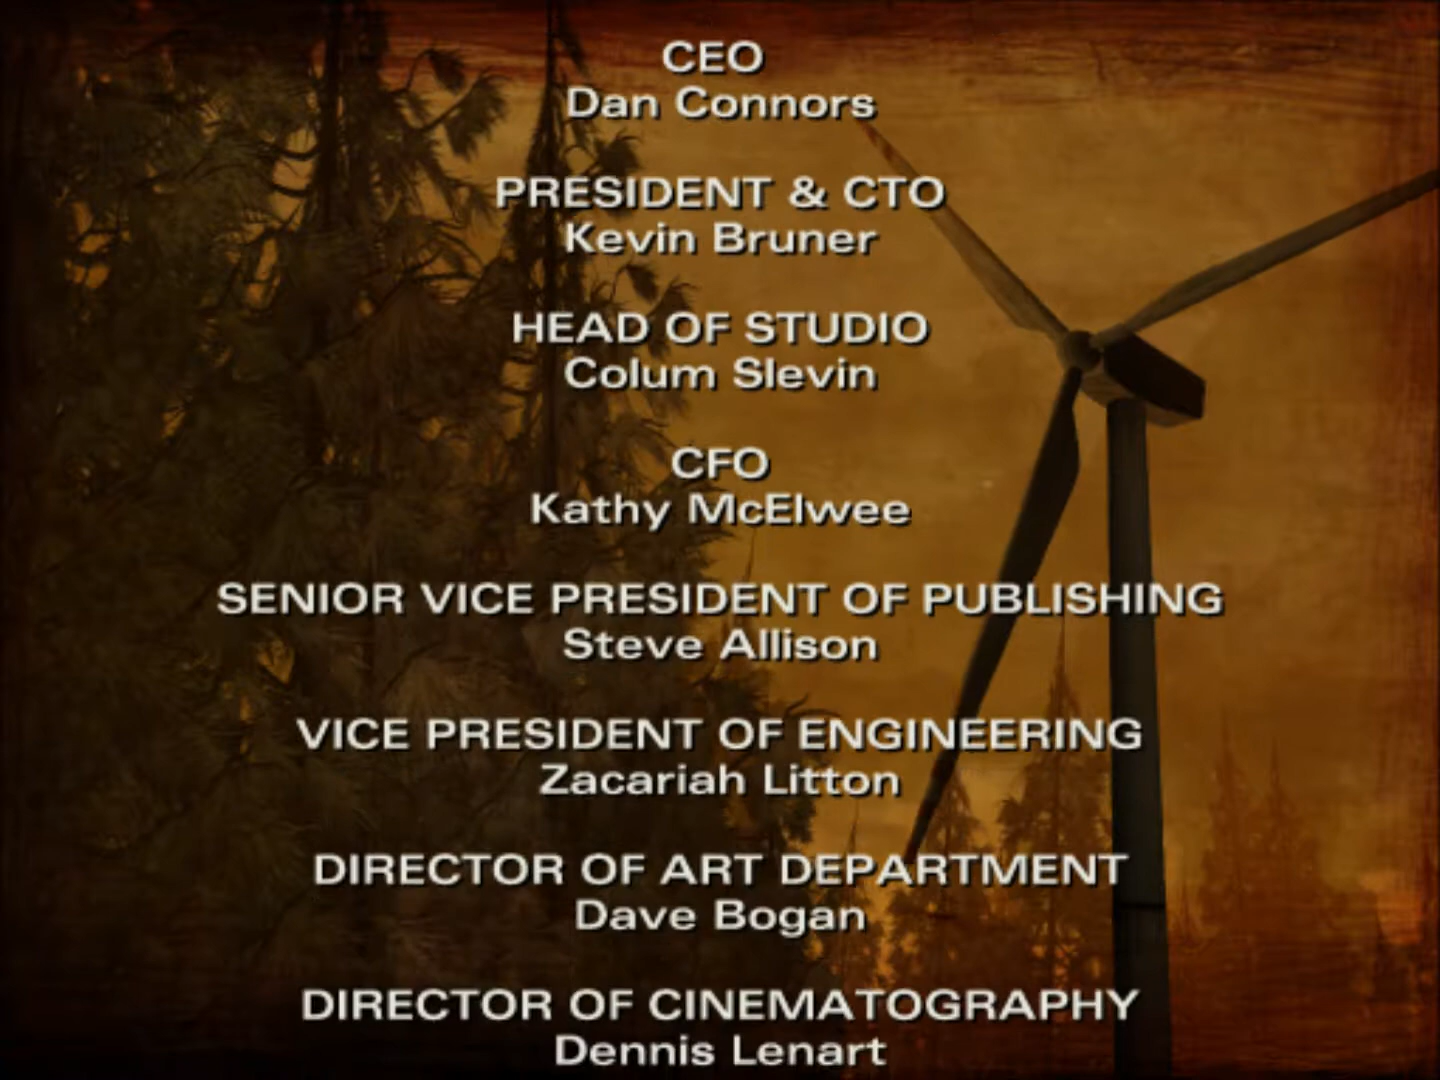 CEO
Dan Connors
PRESIDENT & CTO
Kevin Bruner
HEAD OF STUDIO
Colum Slevin
CFO
Kathy McElwee
SENIOR VICE PRESIDENT OF PUBLISHING
Steve Allison
VICE PRESIDENT OF ENGINEERING
Zacariah Litton
DIRECTOR OF ART DEPARTMENT
Dave Bogan
DIRECTOR OF CINEMATOGRAPHY
Dennis Lenart